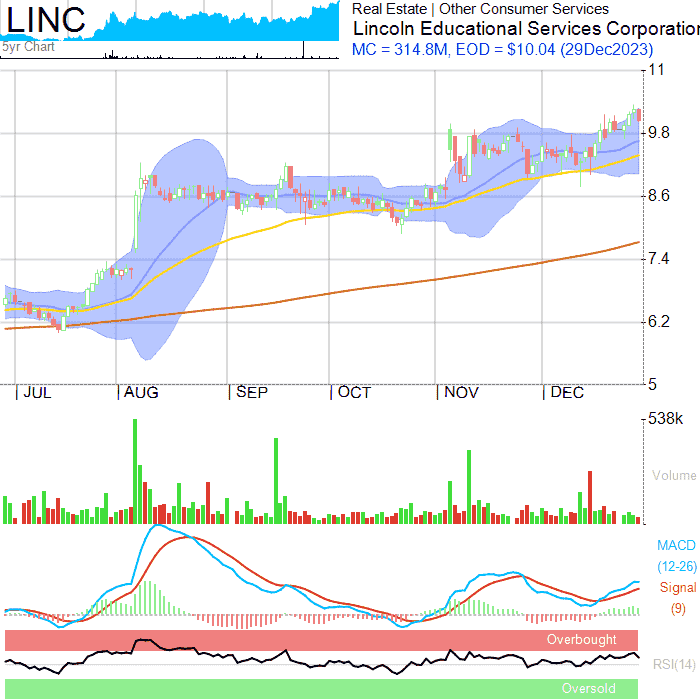 LINC
5yr Chart
Real Estate | Other Consumer Services
Lincoln Educational Services Corporation
MC = 314.8M, EOD = $10.04 (29Dec2023)
11
9.8
8.6
7.4
6.2
5
JUL AUG SEP OCT NOV DEC
538k
Volume
MACD
(12-26)
Signal
(9)
Overbought
RSI(14)
Oversold